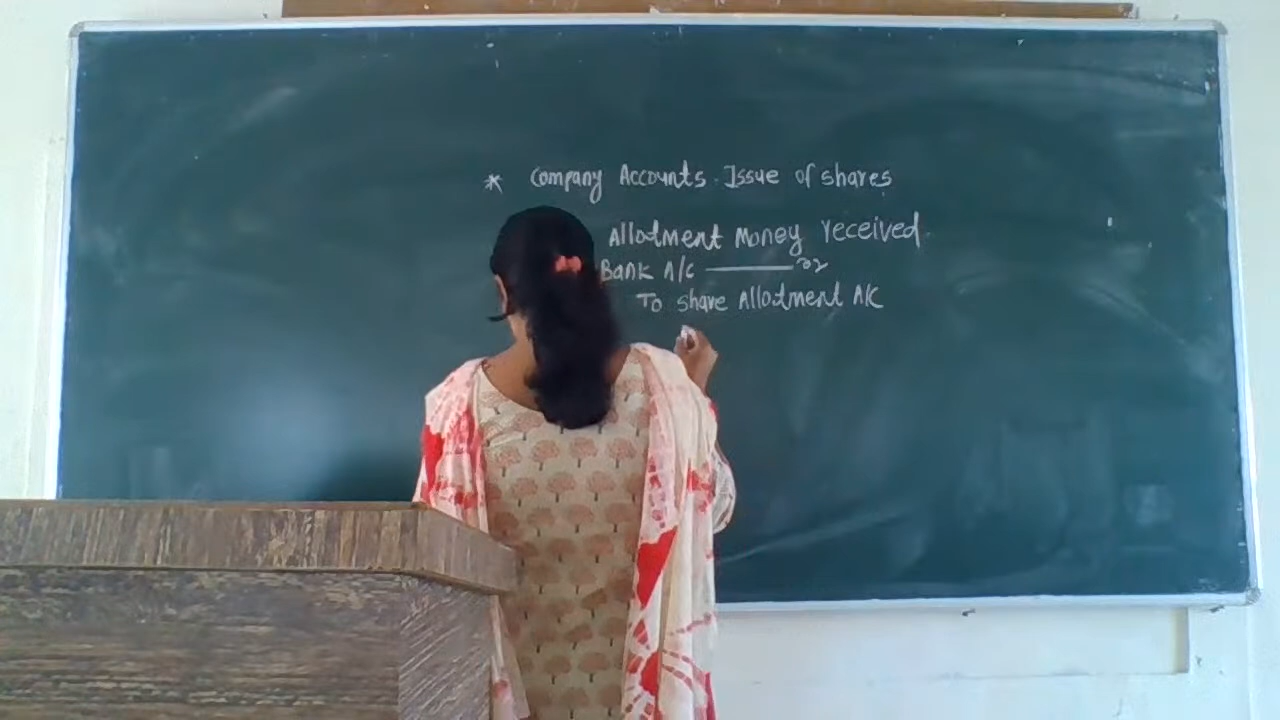 * Company Accounts. Issue of shares
Allotment Money received
Bank A/c ——— Dr
To share Allotment A/c